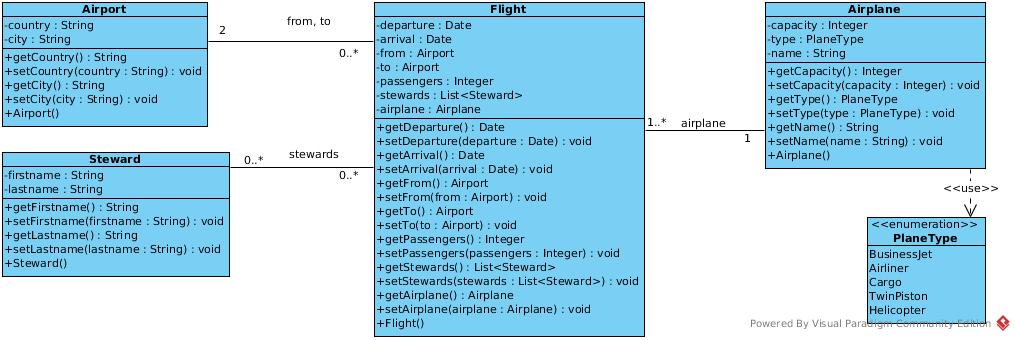 Airport
-country : String
-city : String
+getCountry() : String
+setCountry(country : String) : void
+getCity() : String
+setCity(city : String) : void
+Airport()
from, to
2
0..*
Steward
-firstname : String
-lastname : String
+getFirstname() : String
+setFirstname(firstname : String) : void
+getLastname() : String
+setLastname(lastname : String) : void
+Steward()
stewards
0..*
0..*
Flight
-departure : Date
-arrival : Date
-from : Airport
-to : Airport
-passengers : Integer
-stewards : List<Steward>
-airplane : Airplane
+getDeparture() : Date
+setDeparture(departure : Date) : void
+getArrival() : Date
+setArrival(arrival : Date) : void
+getFrom() : Airport
+setFrom(from : Airport) : void
+getTo() : Airport
+setTo(to : Airport) : void
+getPassengers() : Integer
+setPassengers(passengers : Integer) : void
+getStewards() : List<Steward>
+setStewards(stewards : List<Steward>) : void
+getAirplane() : Airplane
+setAirplane(airplane : Airplane) : void
+Flight()
1..*
airplane
1
Airplane
-capacity : Integer
-type : PlaneType
-name : String
+getCapacity() : Integer
+setCapacity(capacity : Integer) : void
+getType() : PlaneType
+setType(type : PlaneType) : void
+getName() : String
+setName(name : String) : void
+Airplane()
<<use>>
<<enumeration>>
PlaneType
BusinessJet
Airliner
Cargo
TwinPiston
Helicopter
Powered By Visual Paradigm Community Edition